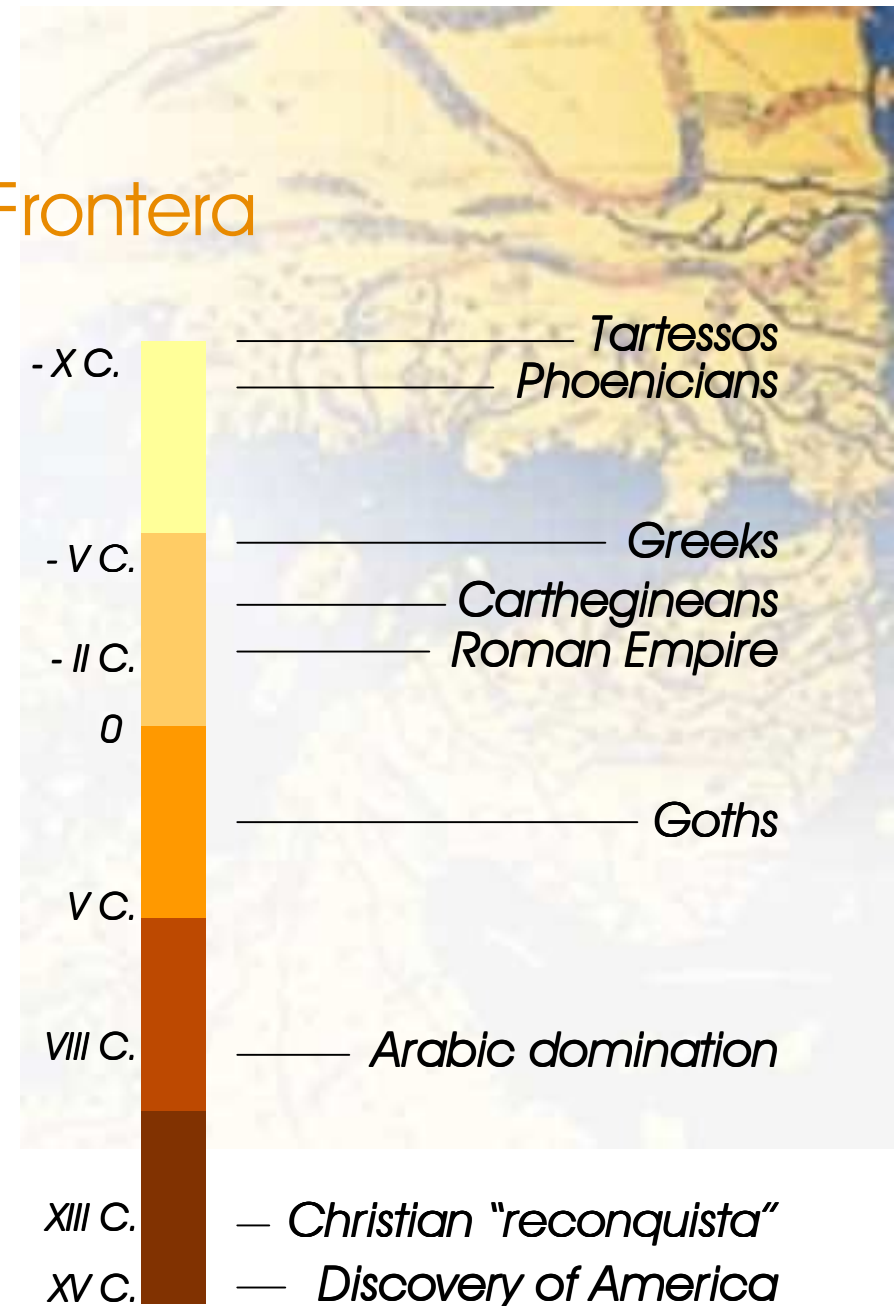 Frontera
- X C.
Tartessos
Phoenicians
- V C.
Greeks
Carthegineans
- II C.
Roman Empire
0
Goths
V C.
VIII C.
Arabic domination
XIII C.
Christian “reconquista”
XV C.
Discovery of America